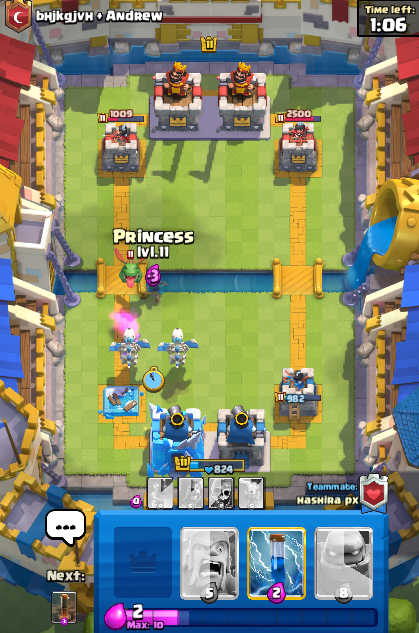 bhjkgjvh + Andrew
Time left:
1:06
1009
2500
Princess
lvl.11
3
982
824
Teammate:
Hashira px
...
0
Next:
5
2
8
2
Max: 10